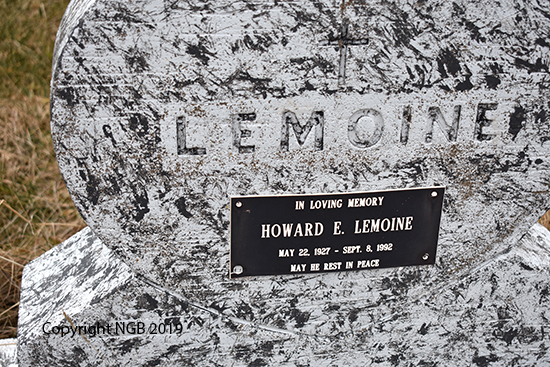 LEMOINE
IN LOVING MEMORY
HOWARD E. LEMOINE
MAY 22, 1927 - SEPT. 8, 1992
MAY HE REST IN PEACE
Copyright NGB 2019